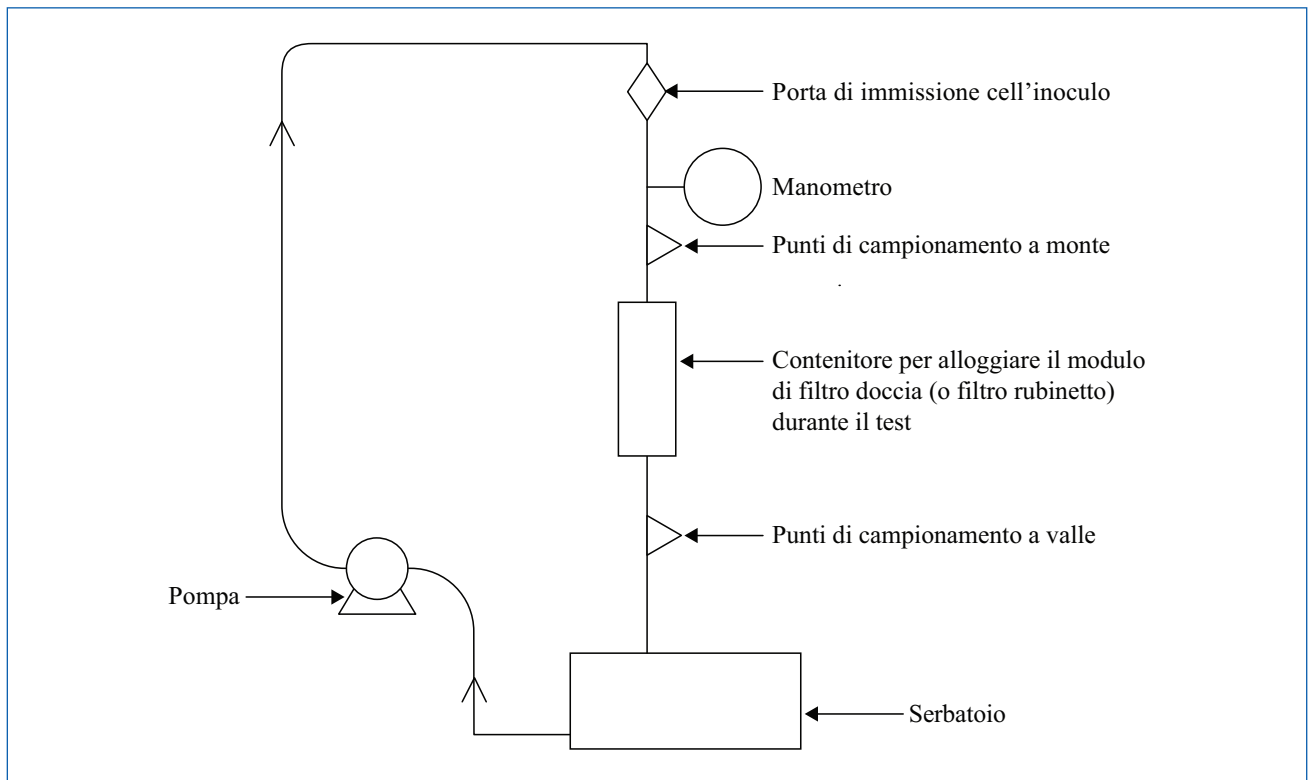 Porta di immissione cell'inoculo
Manometro
Punti di campionamento a monte
Contenitore per alloggiare il modulo
di filtro doccia (o filtro rubinetto)
durante il test
Punti di campionamento a valle
Pompa
Serbatoio